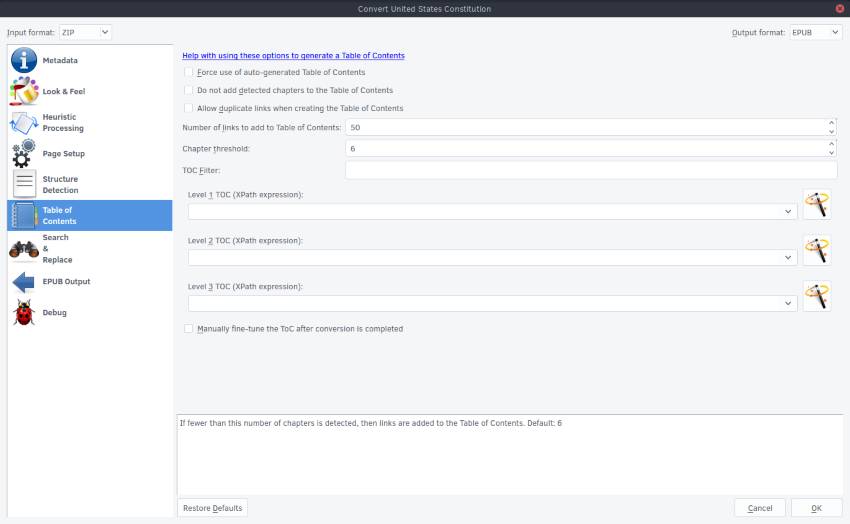 Convert United States Constitution
Input format: ZIP
Output format: EPUB
Metadata
Look & Feel
Heuristic
Processing
Page Setup
Structure
Detection
Table of
Contents
Search
&
Replace
EPUB Output
Debug
Help with using these options to generate a Table of Contents
Force use of auto-generated Table of Contents
Do not add detected chapters to the Table of Contents
Allow duplicate links when creating the Table of Contents
Number of links to add to Table of Contents: 50
Chapter threshold: 6
TOC Filter:
Level 1 TOC (XPath expression):
Level 2 TOC (XPath expression):
Level 3 TOC (XPath expression):
Manually fine-tune the ToC after conversion is completed
If fewer than this number of chapters is detected, then links are added to the Table of Contents. Default: 6
Restore Defaults
Cancel
OK